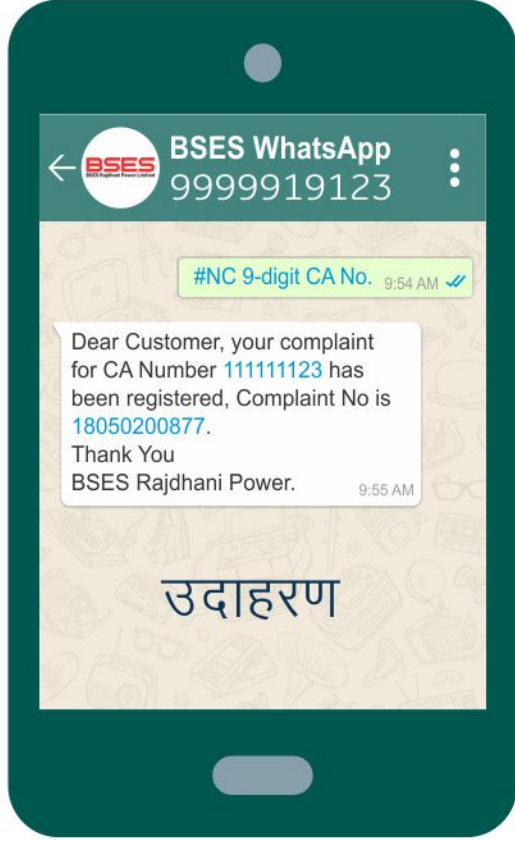 BSES WhatsApp
BSES
BSES Rajdhani Power Limited
9999919123
#NC 9-digit CA No. 9:54 AM
Dear Customer, your complaint
for CA Number 111111123 has
been registered, Complaint No is
18050200877.
Thank You
BSES Rajdhani Power. 9:55 AM
उदाहरण